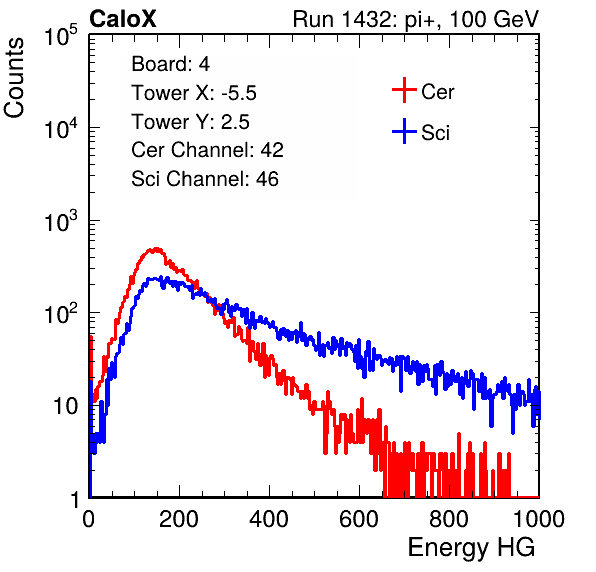 CaloX Run 1432: pi+, 100 GeV
Counts
Board: 4
Tower X: -5.5
Tower Y: 2.5
Cer Channel: 42
Sci Channel: 46
Cer
Sci
10^5
10^4
10^3
10^2
10
1
0 200 400 600 800 1000
Energy HG